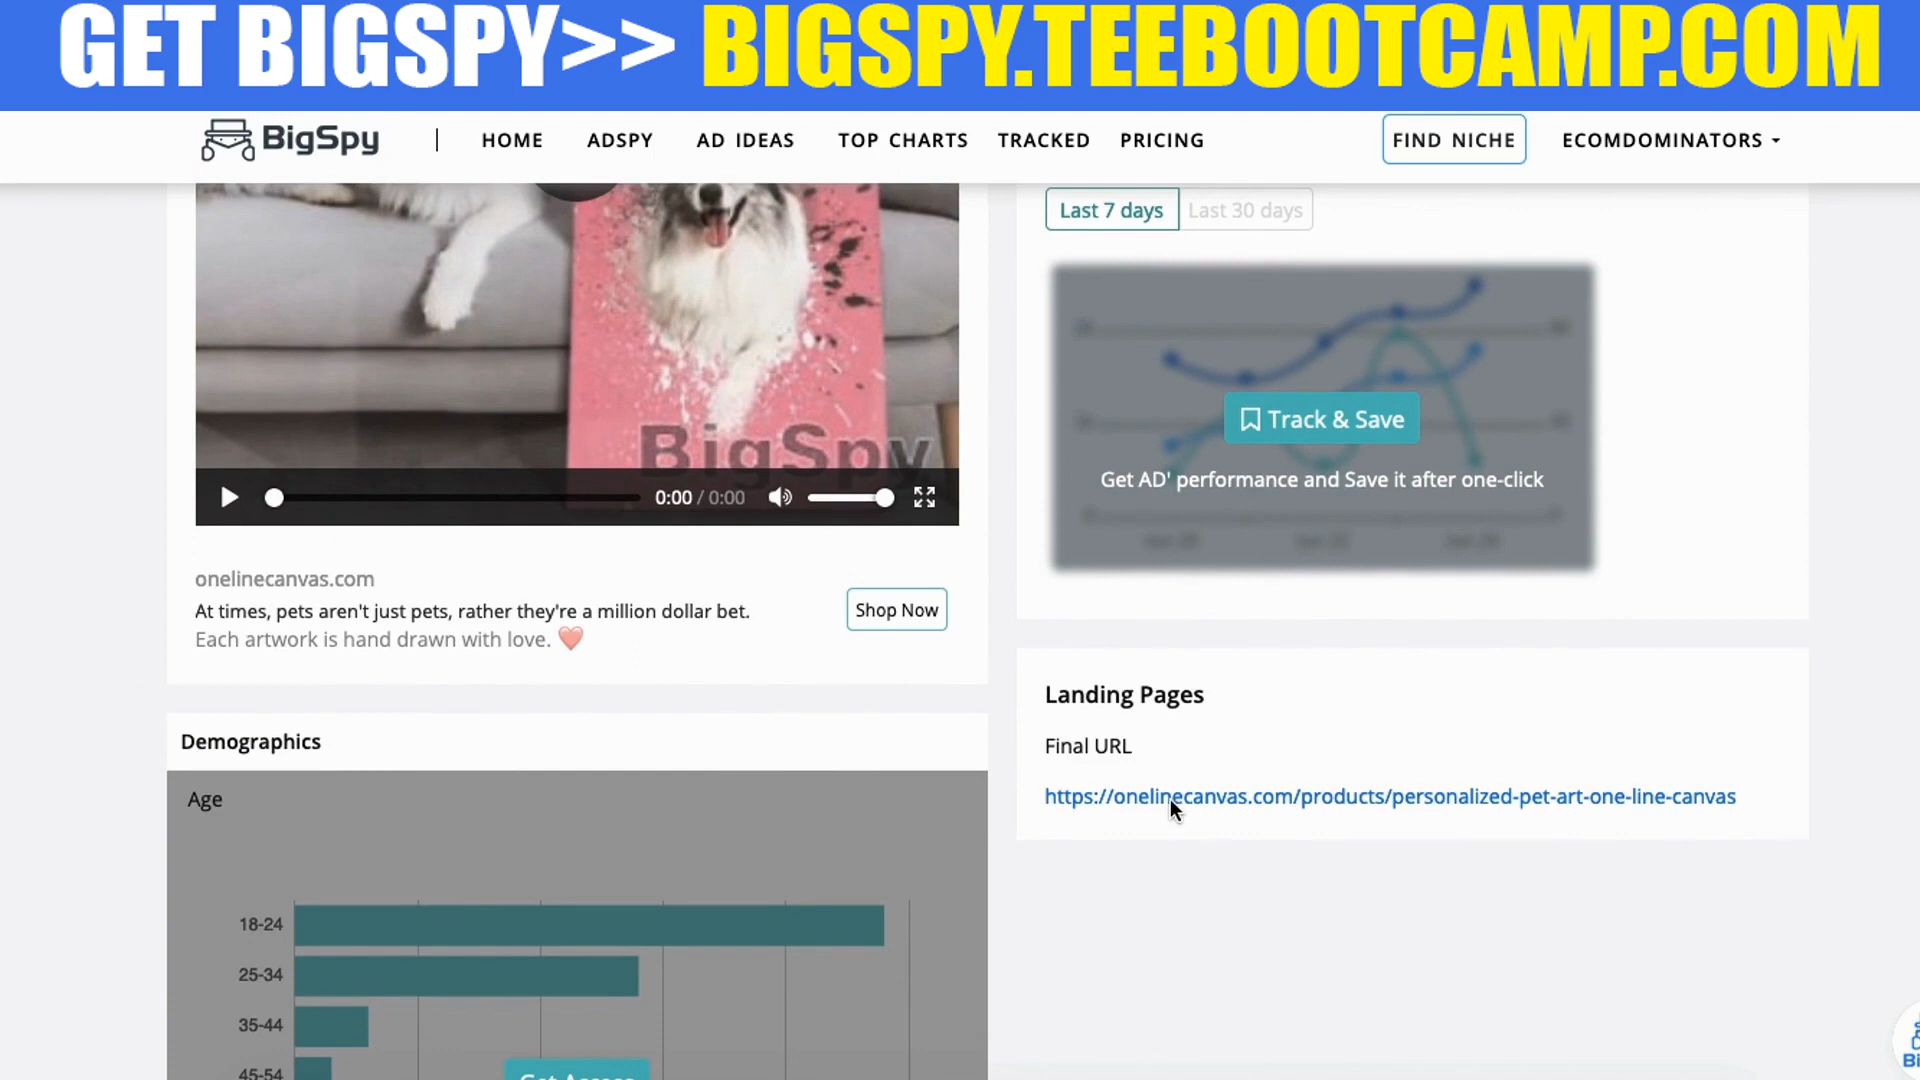 GET BIGSPY>> BIGSPY.TEEBOOTCAMP.COM
BigSpy | HOME ADSPY AD IDEAS TOP CHARTS TRACKED PRICING FIND NICHE ECOMDOMINATORS
Last 7 days Last 30 days
BigSpy
Track & Save
Get AD' performance and Save it after one-click
0:00 / 0:00
onelinecanvas.com
At times, pets aren't just pets, rather they're a million dollar bet.
Each artwork is hand drawn with love. ❤
Shop Now
Landing Pages
Final URL
https://onelinecanvas.com/products/personalized-pet-art-one-line-canvas
Demographics
Age
18-24
25-34
35-44
45-54
Get Access